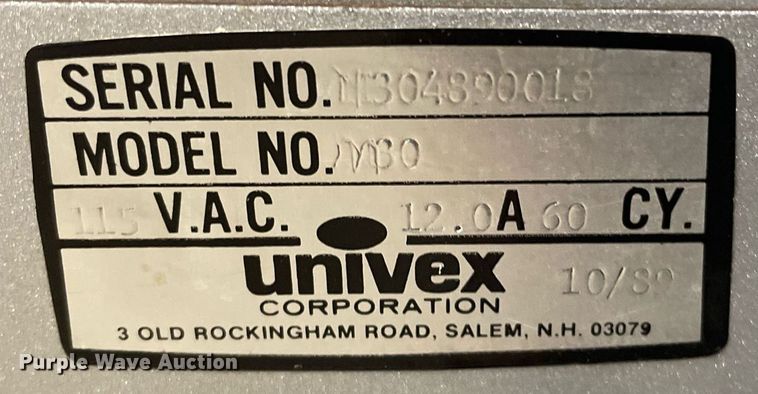 SERIAL NO. M304890018
MODEL NO. M30
115 V.A.C. 12.0 A 60 CY.
univex 10/89
CORPORATION
3 OLD ROCKINGHAM ROAD, SALEM, N.H. 03079
Purple Wave Auction